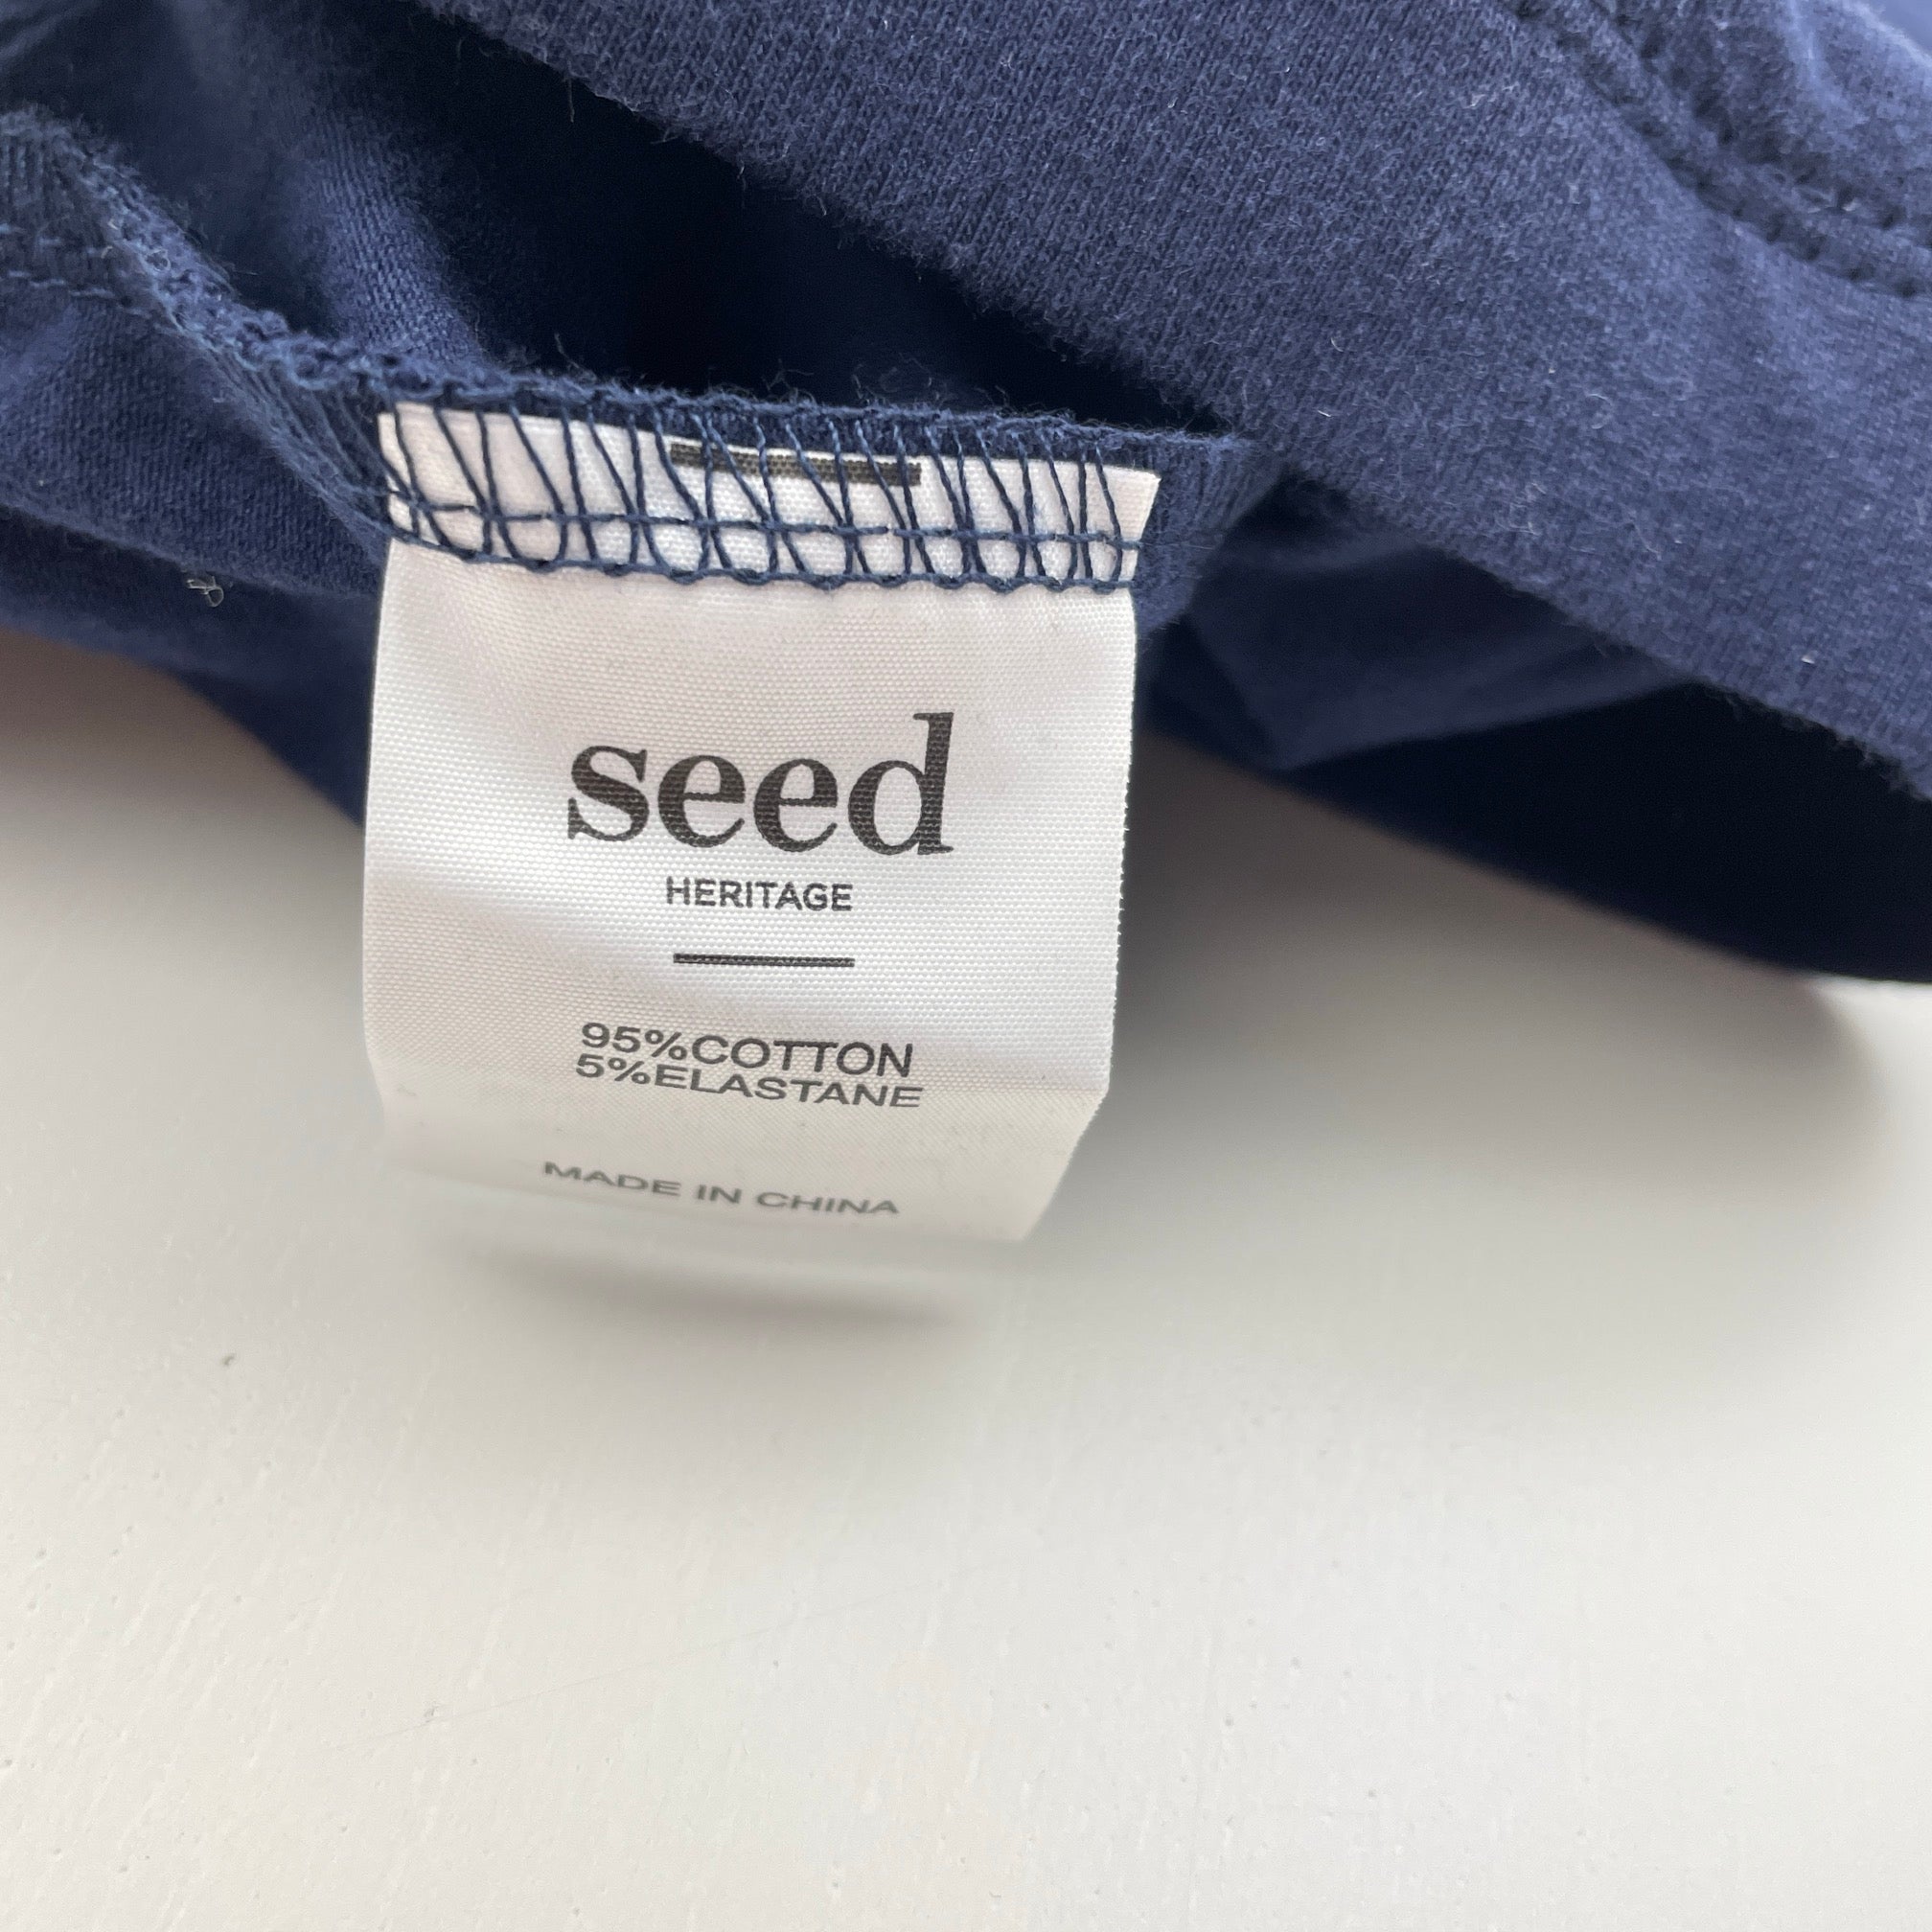 seed
HERITAGE
95%COTTON
5%ELASTANE
MADE IN CHINA